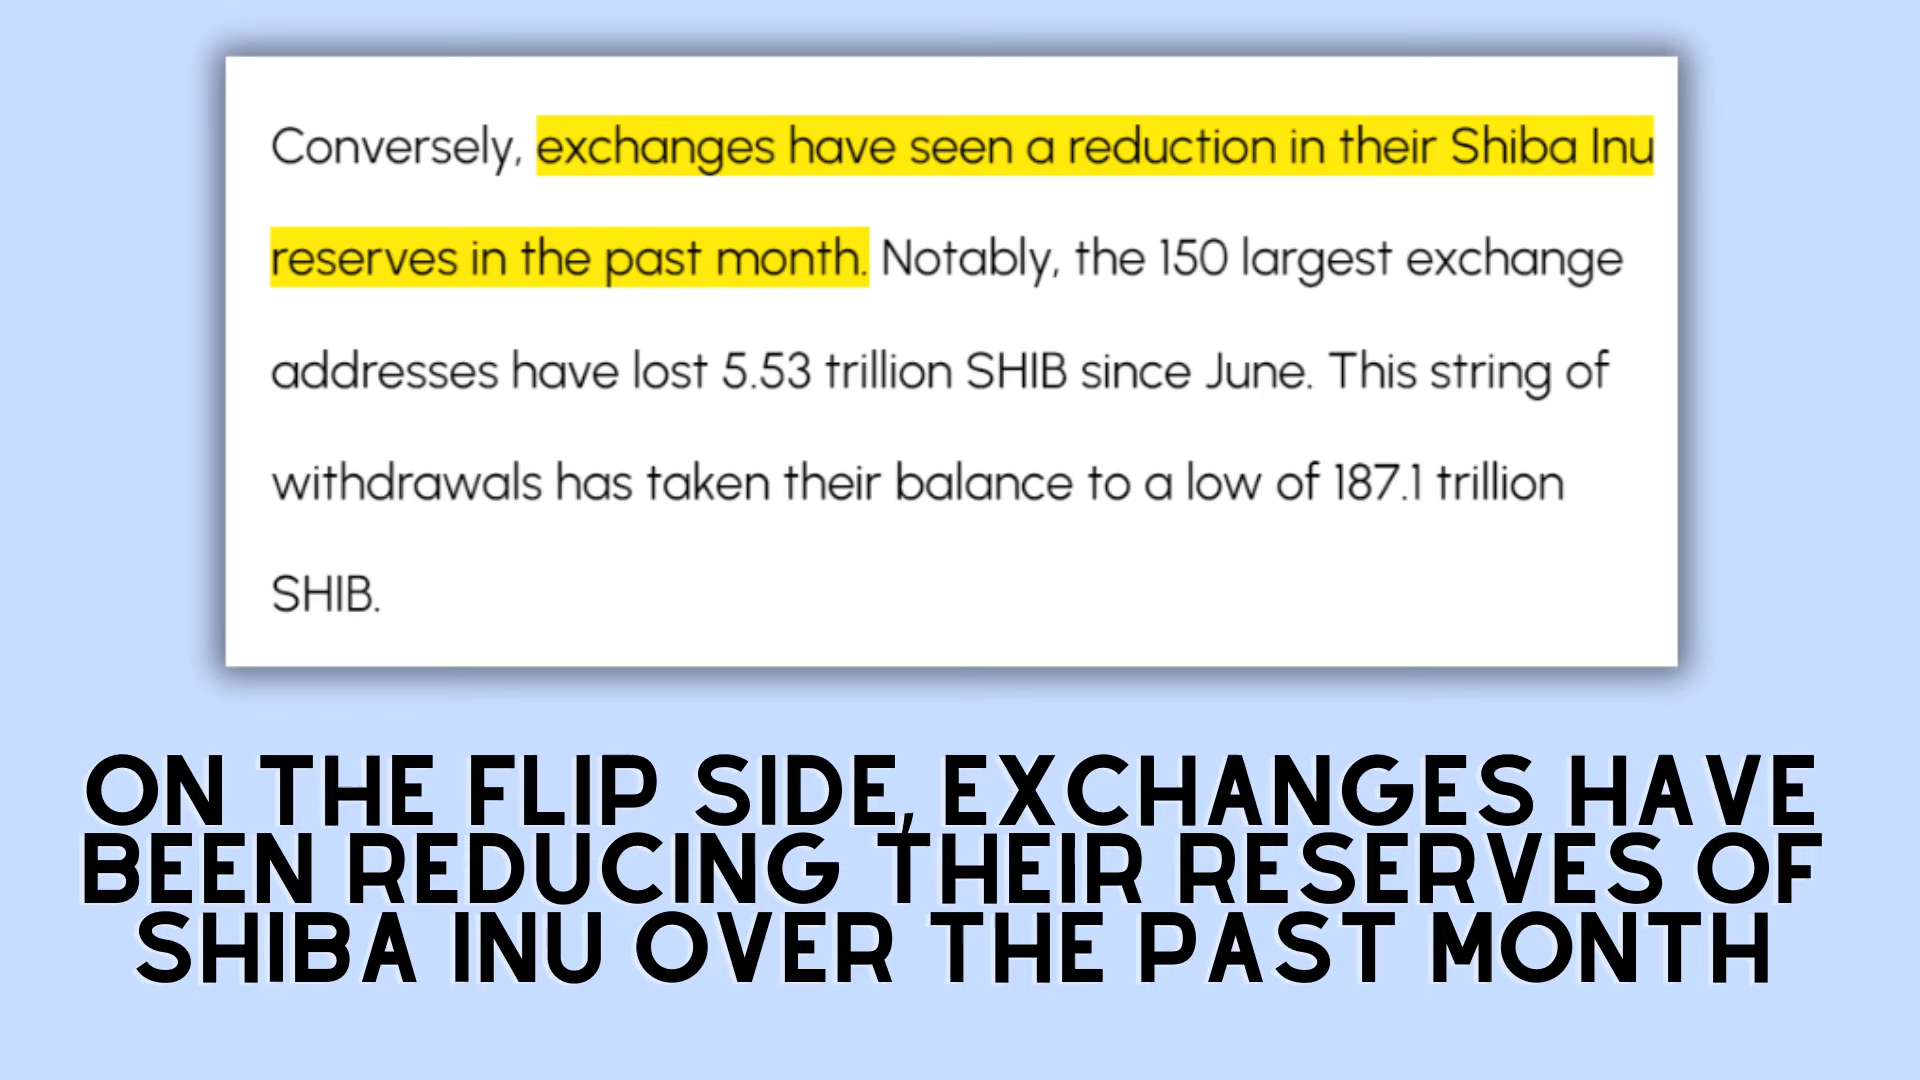 Conversely, exchanges have seen a reduction in their Shiba Inu
reserves in the past month. Notably, the 150 largest exchange
addresses have lost 5.53 trillion SHIB since June. This string of
withdrawals has taken their balance to a low of 187.1 trillion
SHIB.
ON THE FLIP SIDE, EXCHANGES HAVE
BEEN REDUCING THEIR RESERVES OF
SHIBA INU OVER THE PAST MONTH